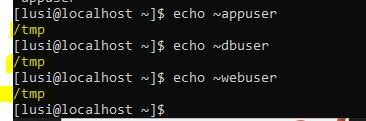 appuser
[lusi@localhost ~]$ echo ~appuser
/tmp
[lusi@localhost ~]$ echo ~dbuser
/tmp
[lusi@localhost ~]$ echo ~webuser
/tmp
[lusi@localhost ~]$